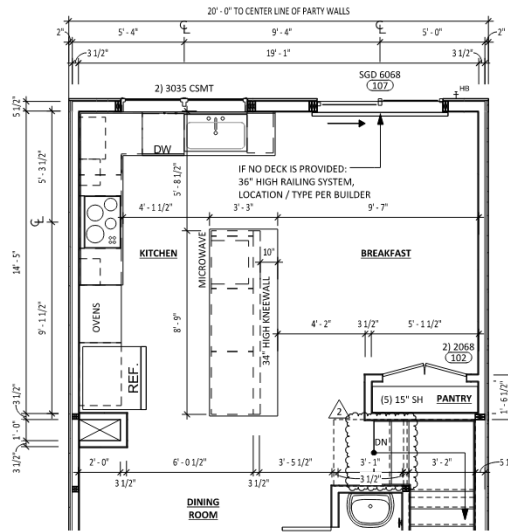 20' - 0" TO CENTER LINE OF PARTY WALLS
2" 5' - 4" 9' - 4" 5' - 0" 2"
3 1/2" 19' - 1" 3 1/2"
2) 3035 CSMT
SGD 6068
107
HB
5 1/2"
DW
IF NO DECK IS PROVIDED:
36" HIGH RAILING SYSTEM,
LOCATION / TYPE PER BUILDER
5' - 3 1/2"
5'-8 1/2"
4' - 1 1/2" 3' - 3" 9' - 7"
KITCHEN
MICROWAVE
10"
BREAKFAST
14' - 5"
9' - 1 1/2"
OVENS
8' - 9"
34" HIGH KNEEWALL
4' - 2" 3 1/2" 5' - 1 1/2"
2) 2068
102
REF.
(5) 15" SH PANTRY
1'- 6 1/2"
3 1/2"
1'- 0"
3 1/2"
2
DN
2' - 0" 6' - 0 1/2" 3' - 5 1/2" 3' - 1" 3' - 2"
3 1/2" 3 1/2" 3 1/2"
DINING
ROOM